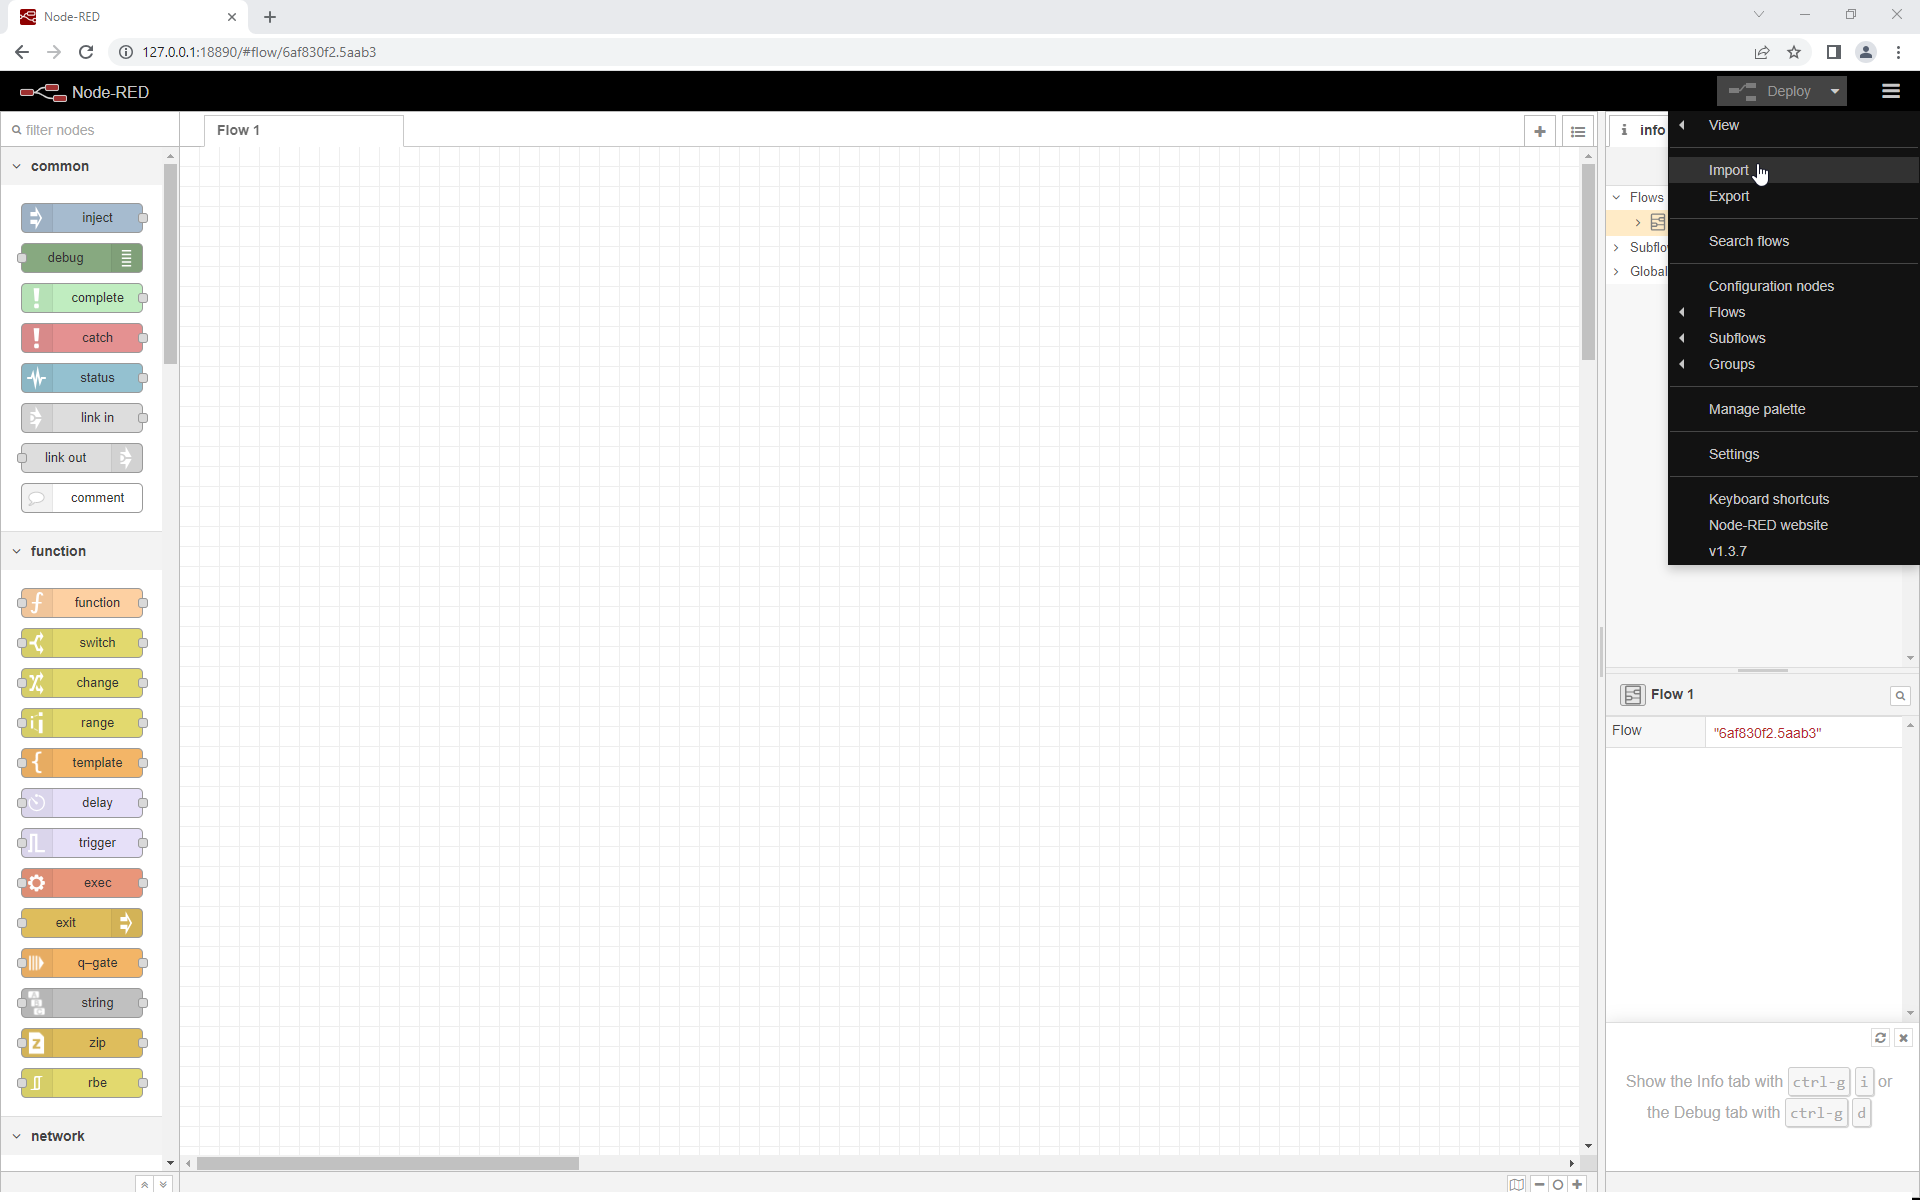 Node-RED
127.0.0.1:18890/#flow/6af830f2.5aab3
Node-RED
Deploy
filter nodes
common
inject
debug
complete
catch
status
link in
link out
comment
function
function
switch
change
range
template
delay
trigger
exec
exit
q–gate
string
zip
rbe
network
Flow 1
i info
Flows
Subflo
Global
View
Import
Export
Search flows
Configuration nodes
Flows
Subflows
Groups
Manage palette
Settings
Keyboard shortcuts
Node-RED website
v1.3.7
Flow 1
Flow "6af830f2.5aab3"
Show the Info tab with ctrl-g i or
the Debug tab with ctrl-g d